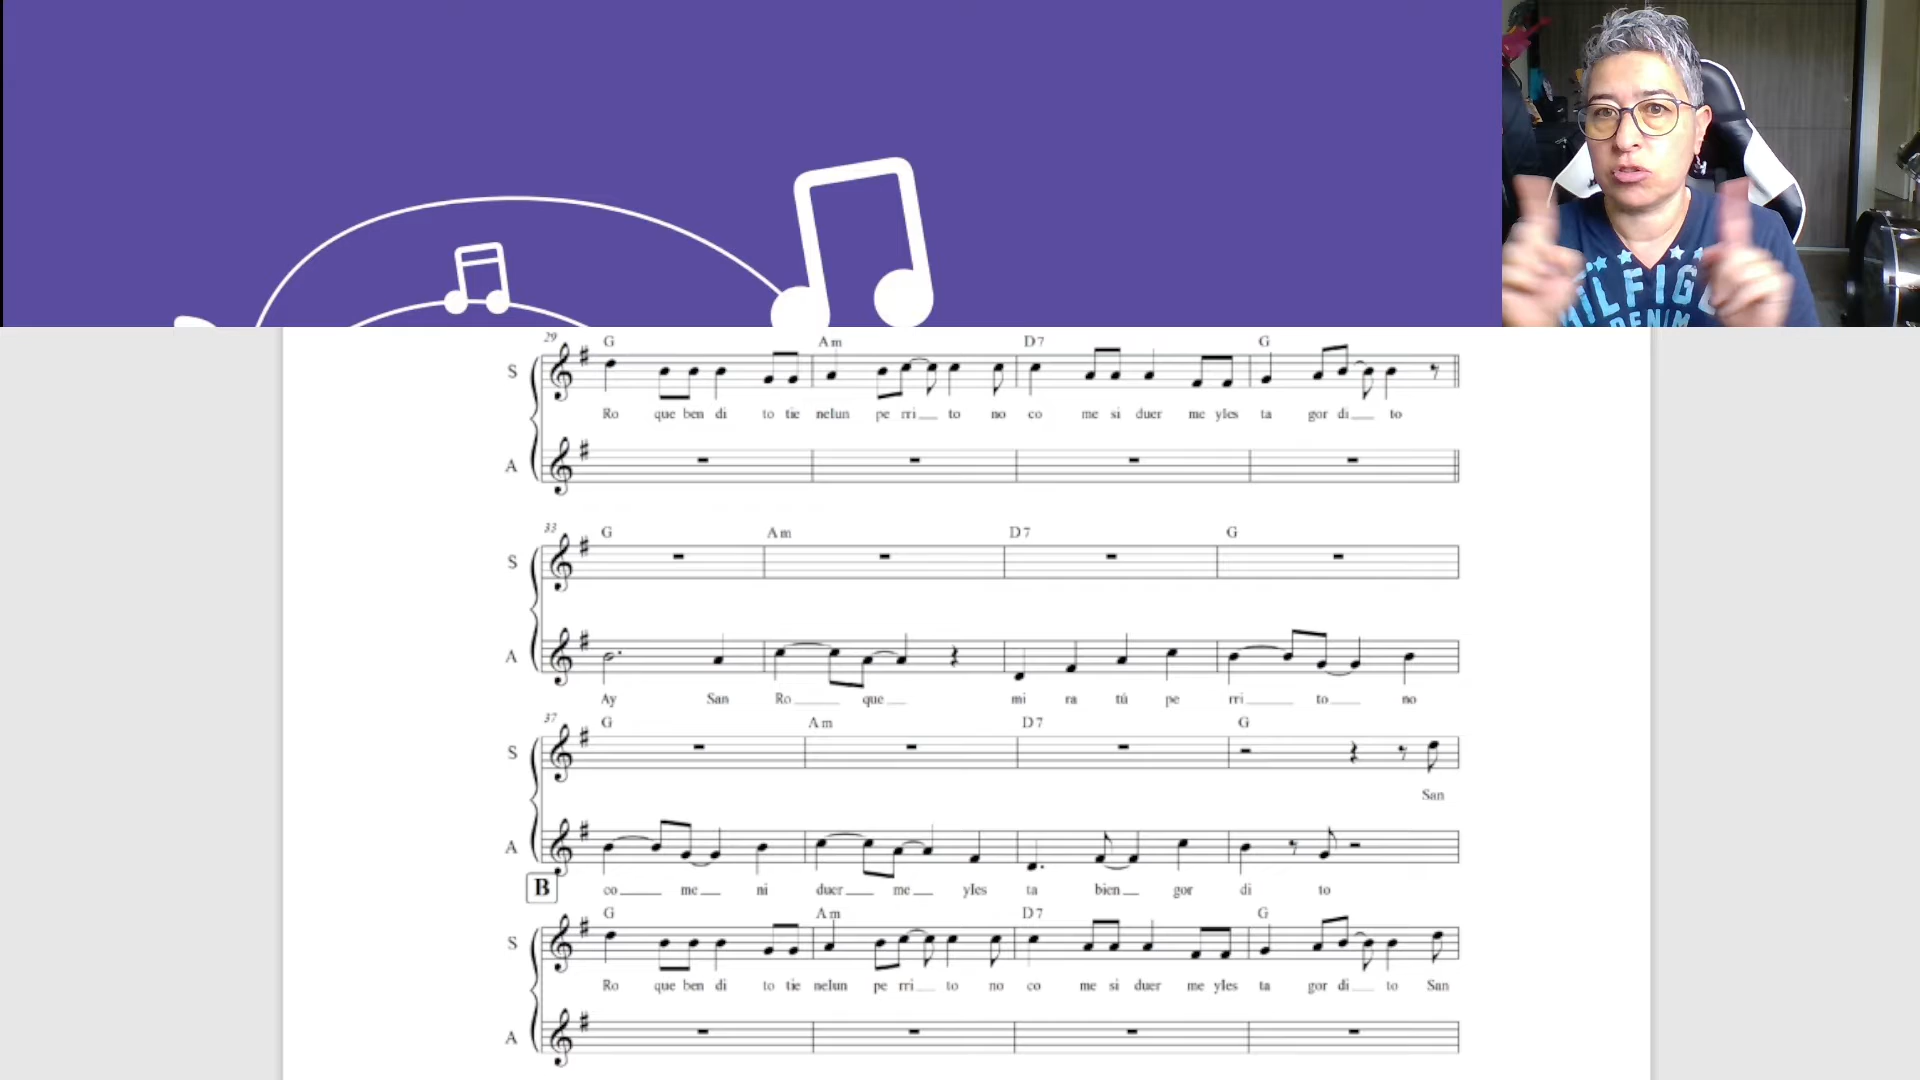 ILFIG
DENIM
29 G Am D7 G
S
Ro que ben di to tie nelun pe rri to no co me si duer me yles ta gor di to
A
33 G Am D7 G
S
A
Ay San Ro que mi ra tú pe rri to no
37 G Am D7 G
S
San
A
co me ni duer me yles ta bien gor di to
B
G Am D7 G
S
Ro que ben di to tie nelun pe rri to no co me si duer me yles ta gor di to San
A